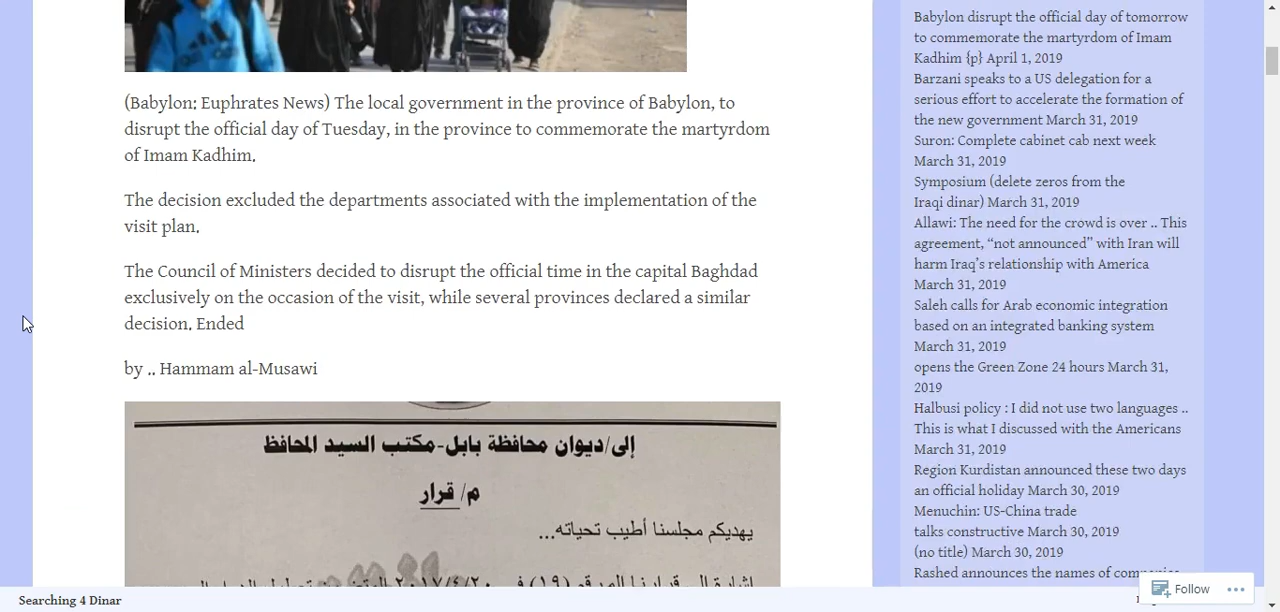 (Babylon: Euphrates News) The local government in the province of Babylon, to
disrupt the official day of Tuesday, in the province to commemorate the martyrdom
of Imam Kadhim.
The decision excluded the departments associated with the implementation of the
visit plan.
The Council of Ministers decided to disrupt the official time in the capital Baghdad
exclusively on the occasion of the visit, while several provinces declared a similar
decision. Ended
by .. Hammam al-Musawi
إلى/ديوان محافظة بابل-مكتب السيد المحافظ
م/ قرار
يهديكم مجلسنا أطيب تحياته...
Babylon disrupt the official day of tomorrow
to commemorate the martyrdom of Imam
Kadhim {p} April 1, 2019
Barzani speaks to a US delegation for a
serious effort to accelerate the formation of
the new government March 31, 2019
Suron: Complete cabinet cab next week
March 31, 2019
Symposium (delete zeros from the
Iraqi dinar) March 31, 2019
Allawi: The need for the crowd is over .. This
agreement, “not announced” with Iran will
harm Iraq’s relationship with America
March 31, 2019
Saleh calls for Arab economic integration
based on an integrated banking system
March 31, 2019
opens the Green Zone 24 hours March 31,
2019
Halbusi policy : I did not use two languages ..
This is what I discussed with the Americans
March 31, 2019
Region Kurdistan announced these two days
an official holiday March 30, 2019
Menuchin: US-China trade
talks constructive March 30, 2019
(no title) March 30, 2019
Rashed announces the names of
Follow
Searching 4 Dinar